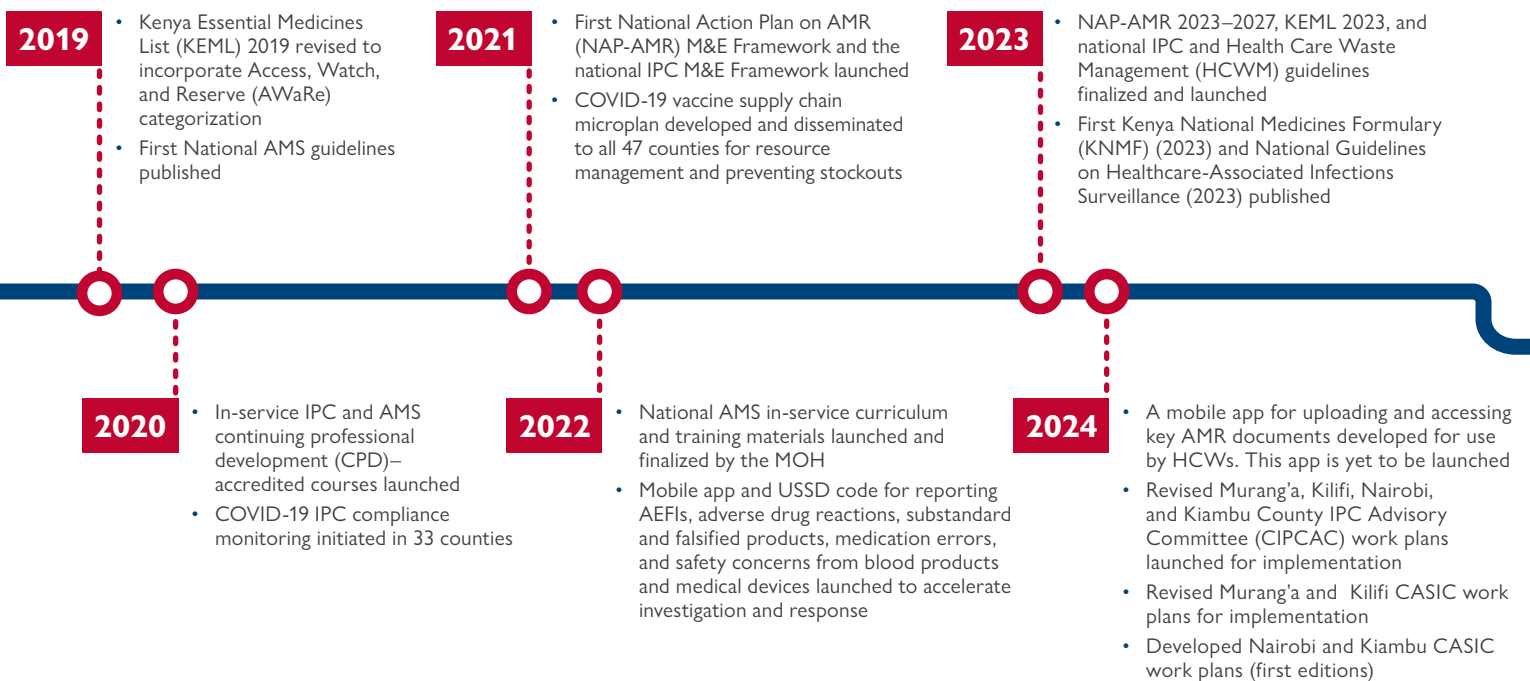 2019
• Kenya Essential Medicines
List (KEML) 2019 revised to
incorporate Access, Watch,
and Reserve (AWaRe)
categorization
• First National AMS guidelines
published
2020
• In-service IPC and AMS
continuing professional
development (CPD)–
accredited courses launched
• COVID-19 IPC compliance
monitoring initiated in 33 counties
2021
• First National Action Plan on AMR
(NAP-AMR) M&E Framework and the
national IPC M&E Framework launched
• COVID-19 vaccine supply chain
microplan developed and disseminated
to all 47 counties for resource
management and preventing stockouts
2022
• National AMS in-service curriculum
and training materials launched and
finalized by the MOH
• Mobile app and USSD code for reporting
AEFIs, adverse drug reactions, substandard
and falsified products, medication errors,
and safety concerns from blood products
and medical devices launched to accelerate
investigation and response
2023
• NAP-AMR 2023–2027, KEML 2023, and
national IPC and Health Care Waste
Management (HCWM) guidelines
finalized and launched
• First Kenya National Medicines Formulary
(KNMF) (2023) and National Guidelines
on Healthcare-Associated Infections
Surveillance (2023) published
2024
• A mobile app for uploading and accessing
key AMR documents developed for use
by HCWs. This app is yet to be launched
• Revised Murang’a, Kilifi, Nairobi,
and Kiambu County IPC Advisory
Committee (CIPCAC) work plans
launched for implementation
• Revised Murang’a and Kilifi CASIC work
plans for implementation
• Developed Nairobi and Kiambu CASIC
work plans (first editions)